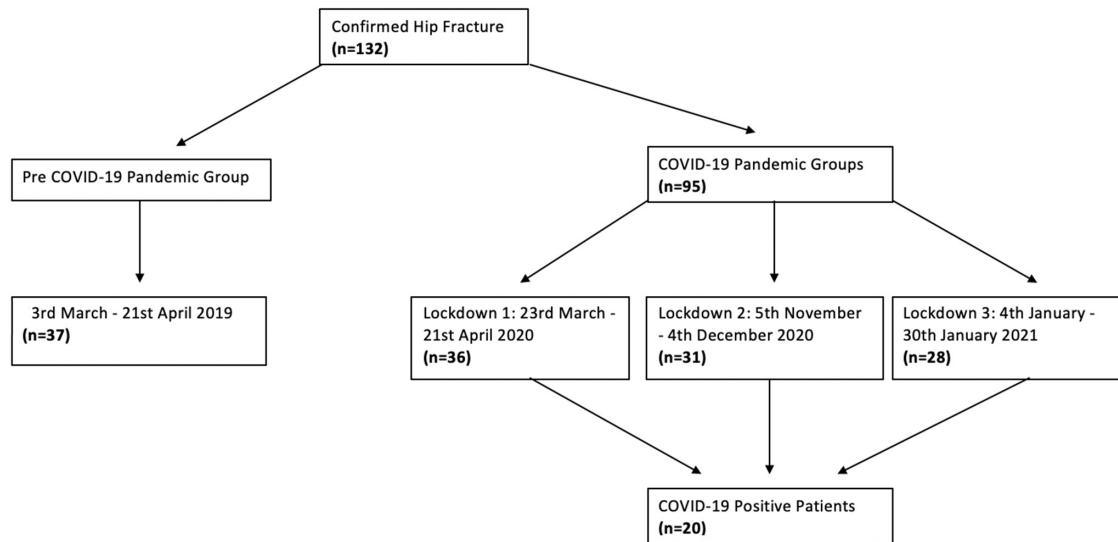 Confirmed Hip Fracture
(n=132)
Pre COVID-19 Pandemic Group
COVID-19 Pandemic Groups
(n=95)
3rd March - 21st April 2019
(n=37)
Lockdown 1: 23rd March -
21st April 2020
(n=36)
Lockdown 2: 5th November
- 4th December 2020
(n=31)
Lockdown 3: 4th January -
30th January 2021
(n=28)
COVID-19 Positive Patients
(n=20)